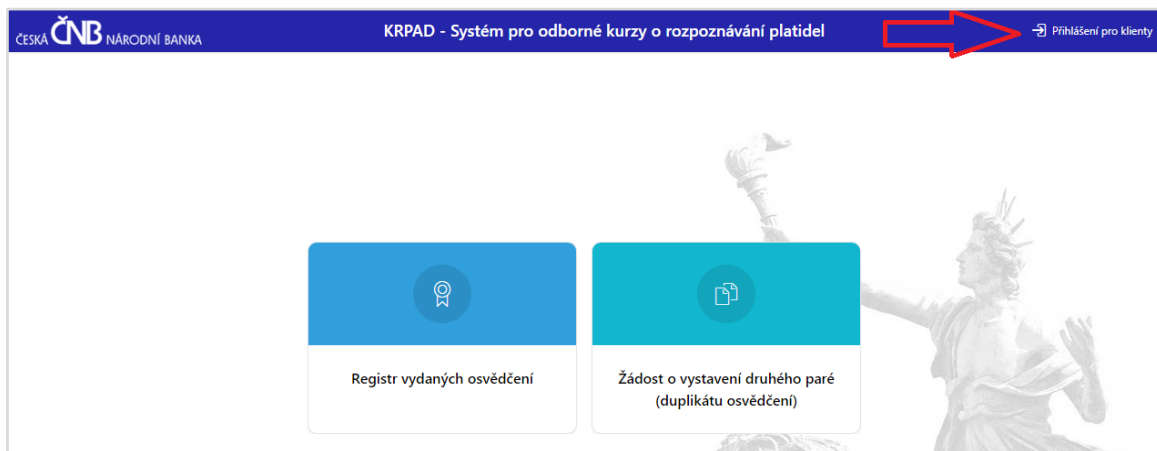 ČESKÁ ČNB NÁRODNÍ BANKA
KRPAD - Systém pro odborné kurzy o rozpoznávání platidel
Přihlášení pro klienty
Registr vydaných osvědčení
Žádost o vystavení druhého paré
(duplikátu osvědčení)